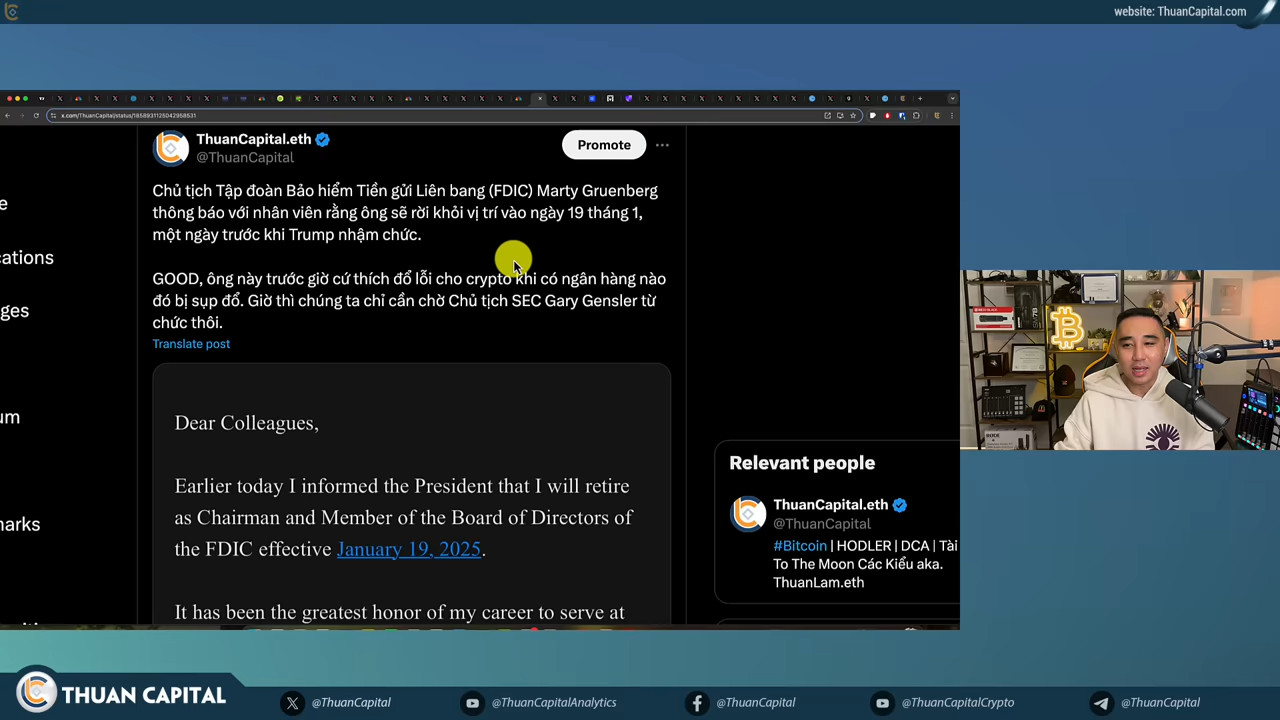 website: ThuanCapital.com
x.com/ThuanCapital/status/1858931125042958531
ThuanCapital.eth
@ThuanCapital
Promote
Chủ tịch Tập đoàn Bảo hiểm Tiền gửi Liên bang (FDIC) Marty Gruenberg
thông báo với nhân viên rằng ông sẽ rời khỏi vị trí vào ngày 19 tháng 1,
một ngày trước khi Trump nhậm chức.
GOOD, ông này trước giờ cứ thích đổ lỗi cho crypto khi có ngân hàng nào
đó bị sụp đổ. Giờ thì chúng ta chỉ cần chờ Chủ tịch SEC Gary Gensler từ
chức thôi.
Translate post
Dear Colleagues,
Earlier today I informed the President that I will retire
as Chairman and Member of the Board of Directors of
the FDIC effective January 19, 2025.
It has been the greatest honor of my career to serve at
e
ations
ges
um
arks
Relevant people
ThuanCapital.eth
@ThuanCapital
#Bitcoin | HODLER | DCA | Tài
To The Moon Các Kiểu aka.
ThuanLam.eth
THUAN CAPITAL
@ThuanCapital
@ThuanCapitalAnalytics
@ThuanCapital
@ThuanCapitalCrypto
@ThuanCapital